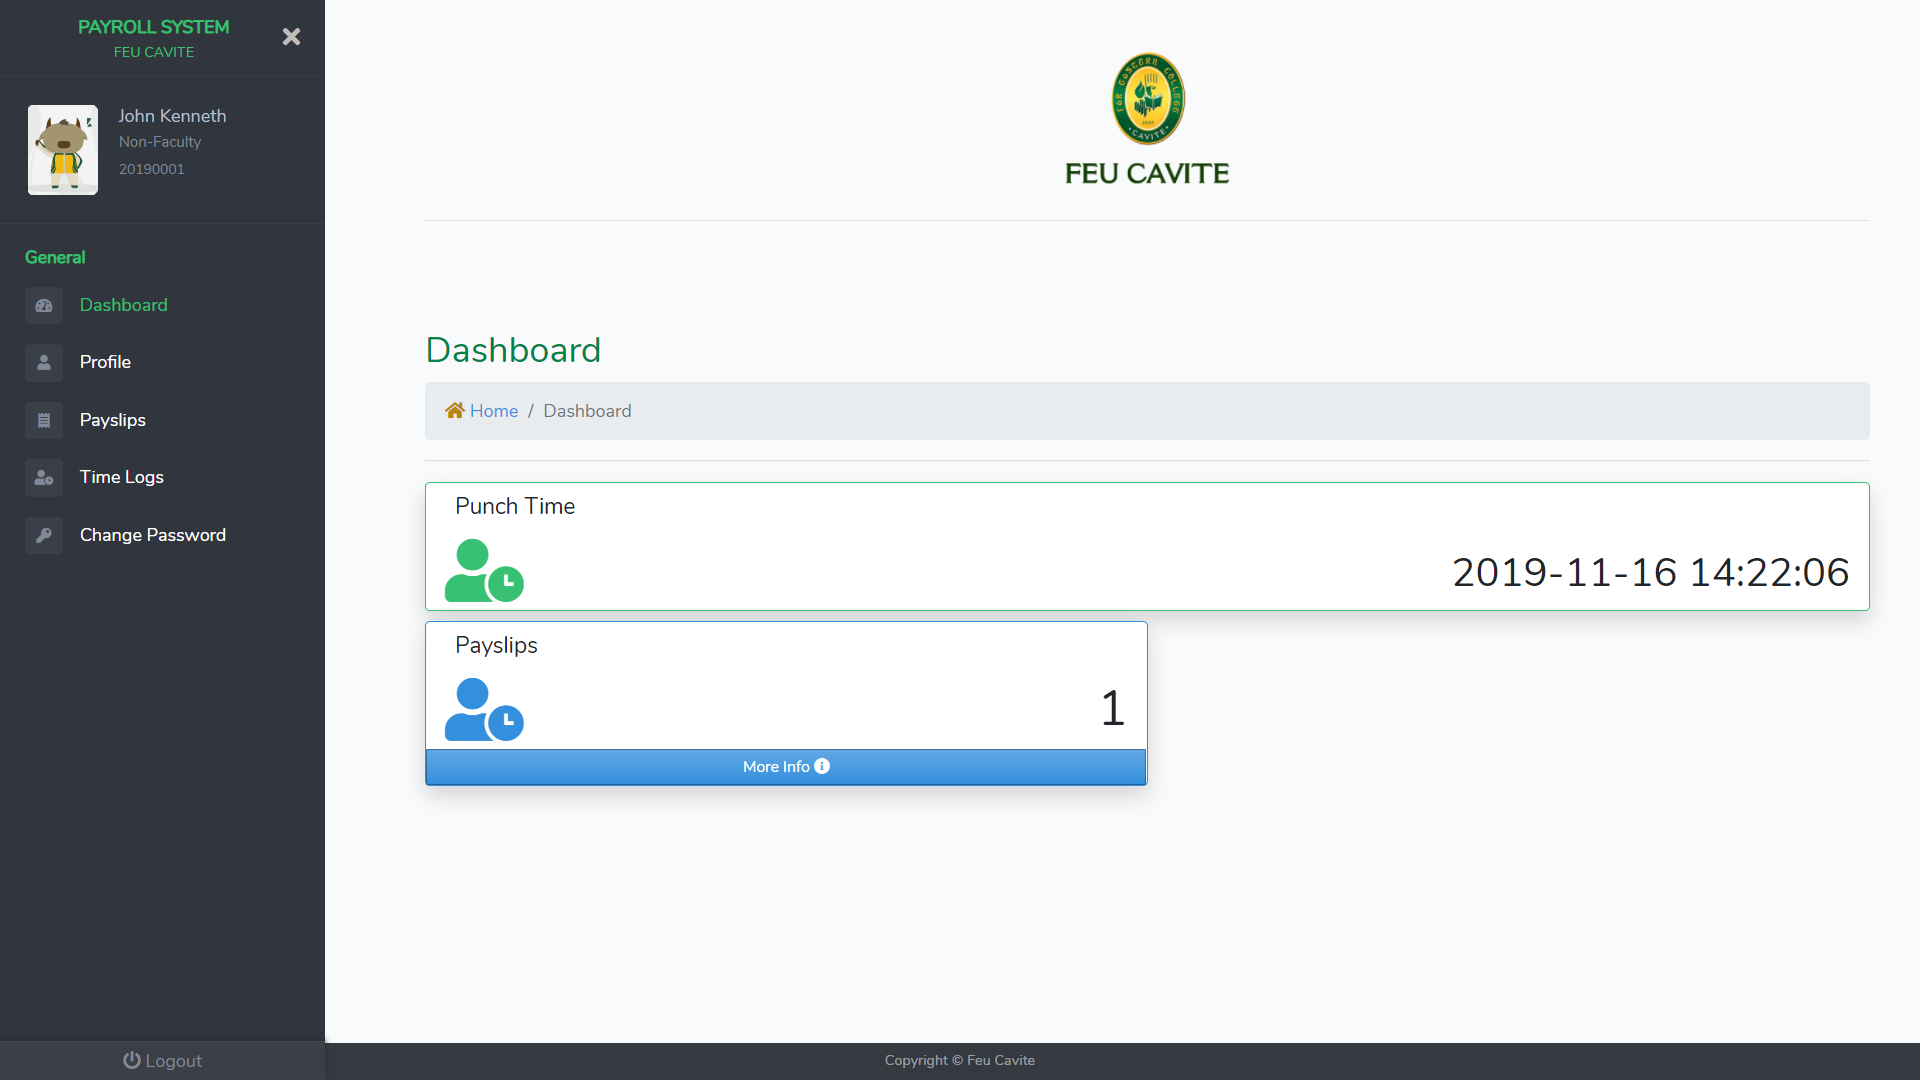 PAYROLL SYSTEM
FEU CAVITE
John Kenneth
Non-Faculty
20190001
General
Dashboard
Profile
Payslips
Time Logs
Change Password
Logout
CAVITE
FEU CAVITE
Dashboard
Home / Dashboard
Punch Time
2019-11-16 14:22:06
Payslips
1
More Info
Copyright © Feu Cavite